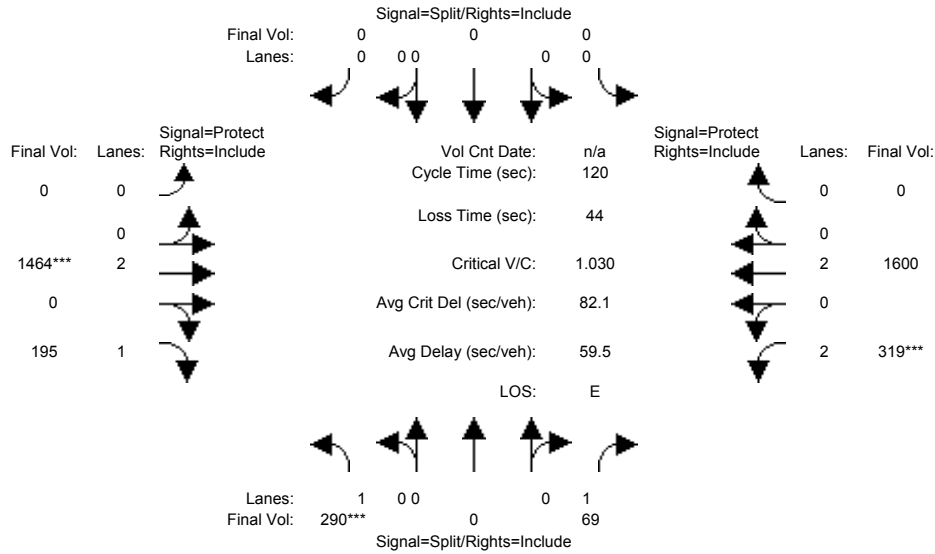 Signal=Split/Rights=Include
Final Vol: 0 0 0
Lanes: 0 0 0 0 0
Signal=Protect Signal=Protect
Final Vol: Lanes: Rights=Include Vol Cnt Date: n/a Rights=Include Lanes: Final Vol:
Cycle Time (sec): 120
0 0 0 0
Loss Time (sec): 44
0 0
1464*** 2 Critical V/C: 1.030 2 1600
0 Avg Crit Del (sec/veh): 82.1 0
195 1 Avg Delay (sec/veh): 59.5 2 319***
LOS: E
Lanes: 1 0 0 0 1
Final Vol: 290*** 0 69
Signal=Split/Rights=Include